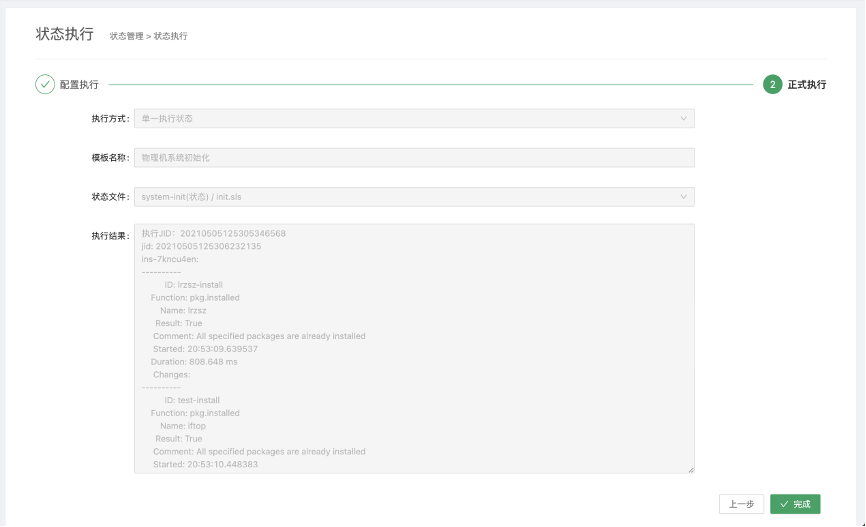 状态执行 状态管理 > 状态执行
配置执行 2 正式执行
执行方式： 单一执行状态
模板名称： 物理机系统初始化
状态文件： system-init(状态) / init.sls
执行结果： 执行JID：20210505125305346568
jid: 20210505125306232135
ins-7kncu4en:
----------
ID: lrzsz-install
Function: pkg.installed
Name: lrzsz
Result: True
Comment: All specified packages are already installed
Started: 20:53:09.639537
Duration: 808.648 ms
Changes:
----------
ID: test-install
Function: pkg.installed
Name: iftop
Result: True
Comment: All specified packages are already installed
Started: 20:53:10.448383
上一步 完成